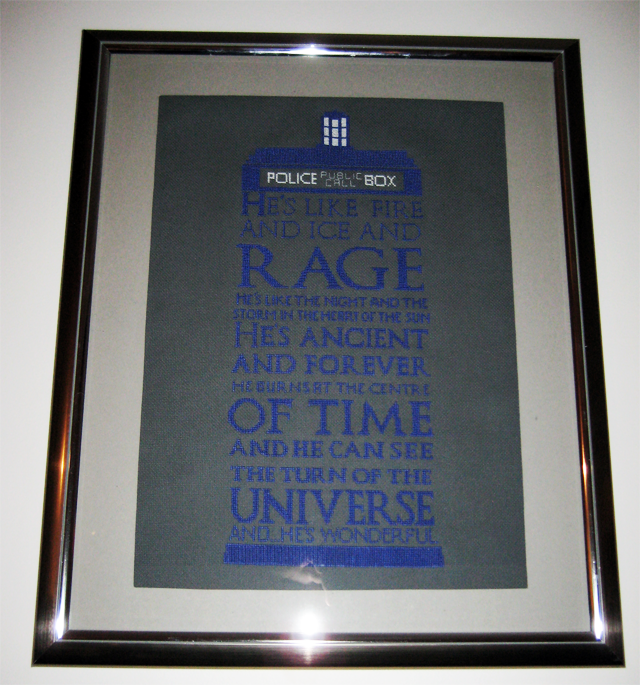 POLICE PUBLIC CALL BOX
HE'S LIKE FIRE
AND ICE AND
RAGE
HE'S LIKE THE NIGHT AND THE
STORM IN THE HEART OF THE SUN
HE'S ANCIENT
AND FOREVER
HE BURNS AT THE CENTRE
OF TIME
AND HE CAN SEE
THE TURN OF THE
UNIVERSE
AND... HE'S WONDERFUL